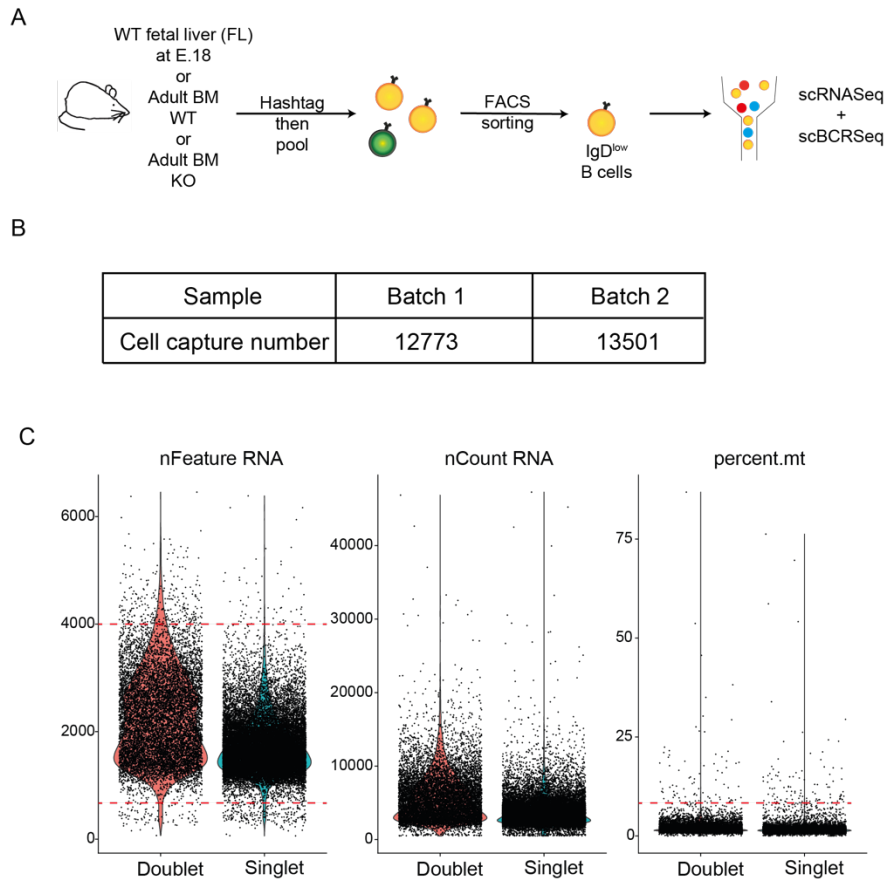 A
WT fetal liver (FL)
at E.18
or
Adult BM
WT
or
Adult BM
KO
Hashtag
then
pool
FACS
sorting
IgDlow
B cells
scRNASeq
+
scBCRSeq
B
Sample Batch 1 Batch 2
Cell capture number 12773 13501
C
nFeature RNA
6000
4000
2000
0
Doublet Singlet
nCount RNA
40000
30000
20000
10000
0
Doublet Singlet
percent.mt
75
50
25
0
Doublet Singlet